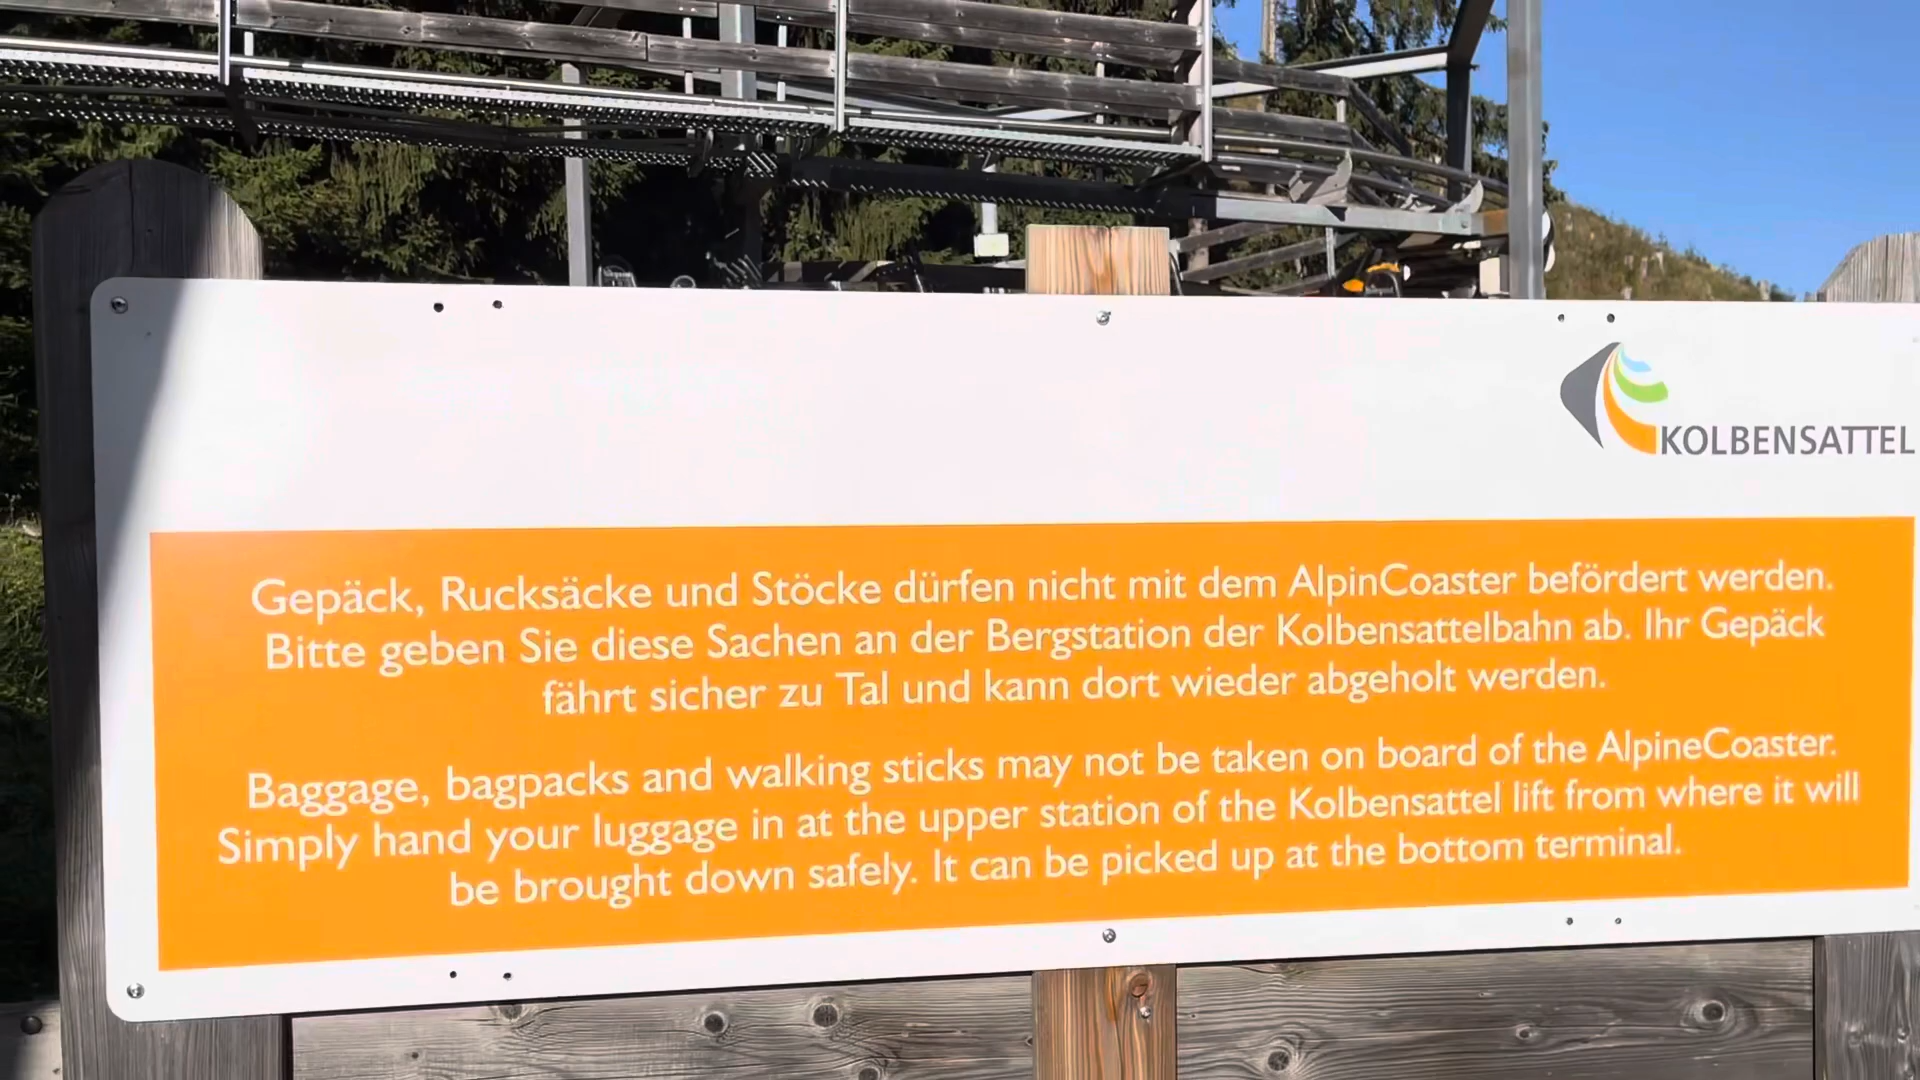 KOLBENSATTEL
Gepäck, Rucksäcke und Stöcke dürfen nicht mit dem AlpinCoaster befördert werden.
Bitte geben Sie diese Sachen an der Bergstation der Kolbensattelbahn ab. Ihr Gepäck
fährt sicher zu Tal und kann dort wieder abgeholt werden.
Baggage, bagpacks and walking sticks may not be taken on board of the AlpineCoaster.
Simply hand your luggage in at the upper station of the Kolbensattel lift from where it will
be brought down safely. It can be picked up at the bottom terminal.